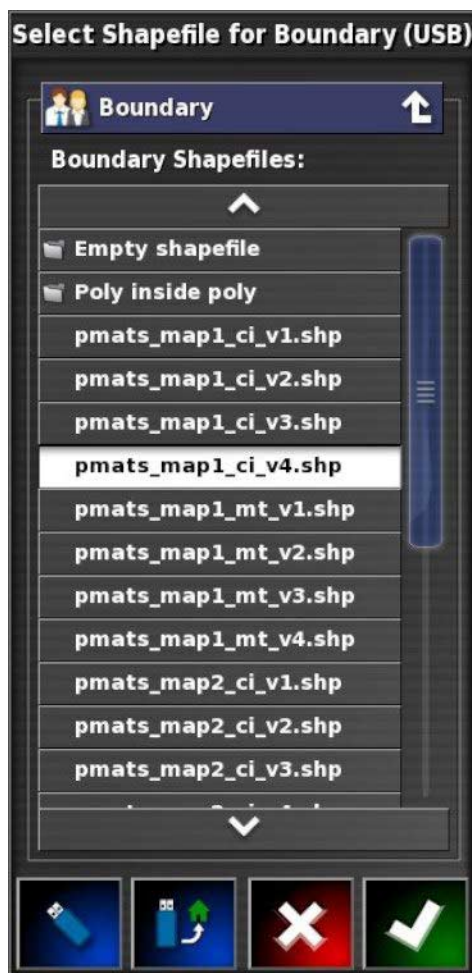 Select Shapefile for Boundary (USB)
Boundary
Boundary Shapefiles:
Empty shapefile
Poly inside poly
pmats_map1_ci_v1.shp
pmats_map1_ci_v2.shp
pmats_map1_ci_v3.shp
pmats_map1_ci_v4.shp
pmats_map1_mt_v1.shp
pmats_map1_mt_v2.shp
pmats_map1_mt_v3.shp
pmats_map1_mt_v4.shp
pmats_map2_ci_v1.shp
pmats_map2_ci_v2.shp
pmats_map2_ci_v3.shp